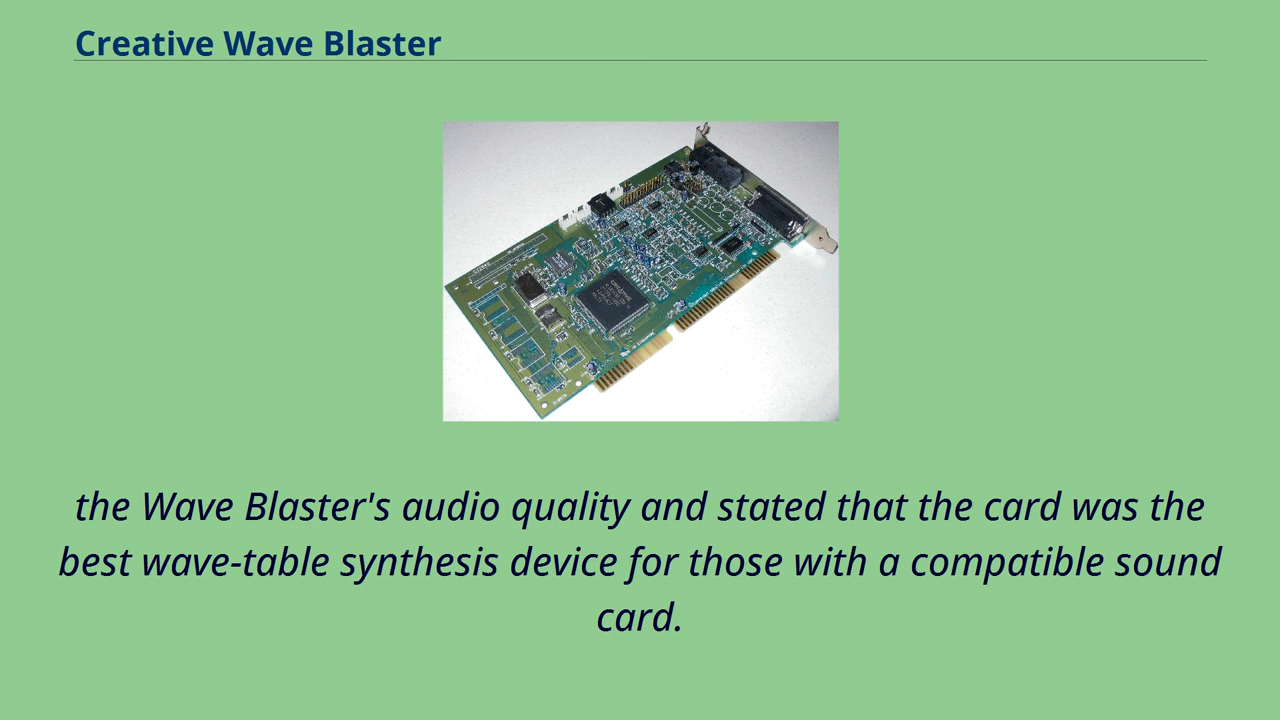 Creative Wave Blaster
the Wave Blaster's audio quality and stated that the card was the
best wave-table synthesis device for those with a compatible sound
card.